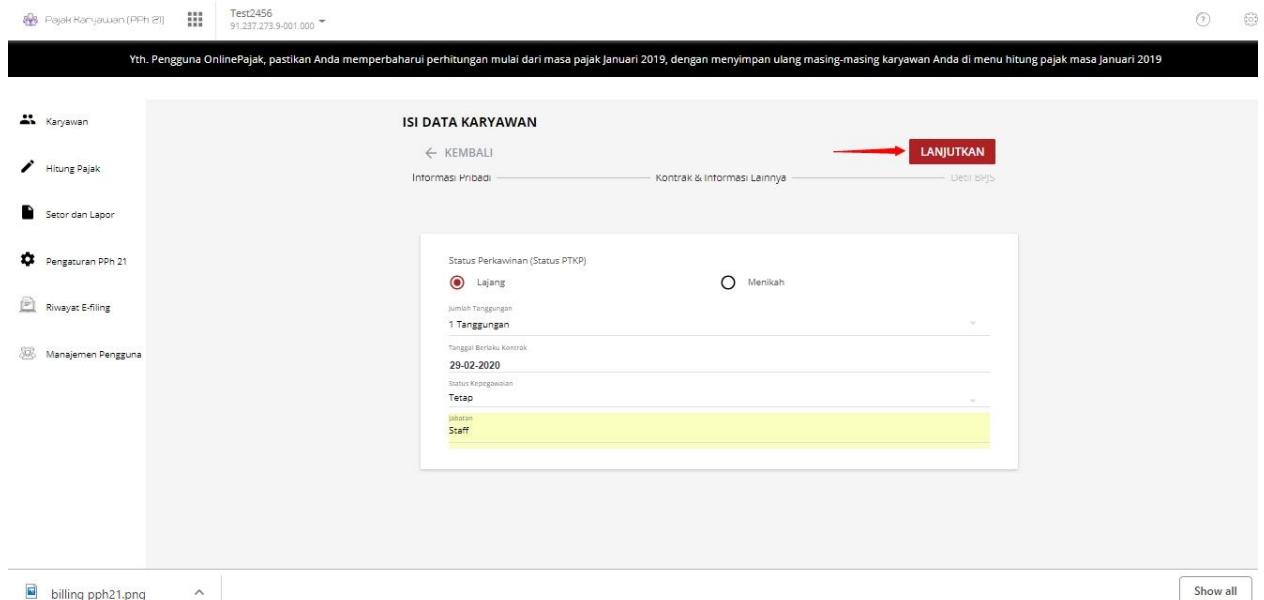 Pajak Karyawan (PPh 21)
Test2456
91.237.273.9-001.000
Yth. Pengguna OnlinePajak, pastikan Anda memperbaharui perhitungan mulai dari masa pajak Januari 2019, dengan menyimpan ulang masing-masing karyawan Anda di menu hitung pajak masa Januari 2019
Karyawan
Hitung Pajak
Setor dan Lapor
Pengaturan PPh 21
Riwayat E-filing
Manajemen Pengguna
ISI DATA KARYAWAN
← KEMBALI
LANJUTKAN
Informasi Pribadi
Kontrak & Informasi Lainnya
Detil BPJS
Status Perkawinan (Status PTKP)
Lajang
Menikah
Jumlah Tanggungan
1 Tanggungan
Tanggal Berlaku Kontrak
29-02-2020
Status Kepegawaian
Tetap
Jabatan
Staff
billing pph21.png
Show all